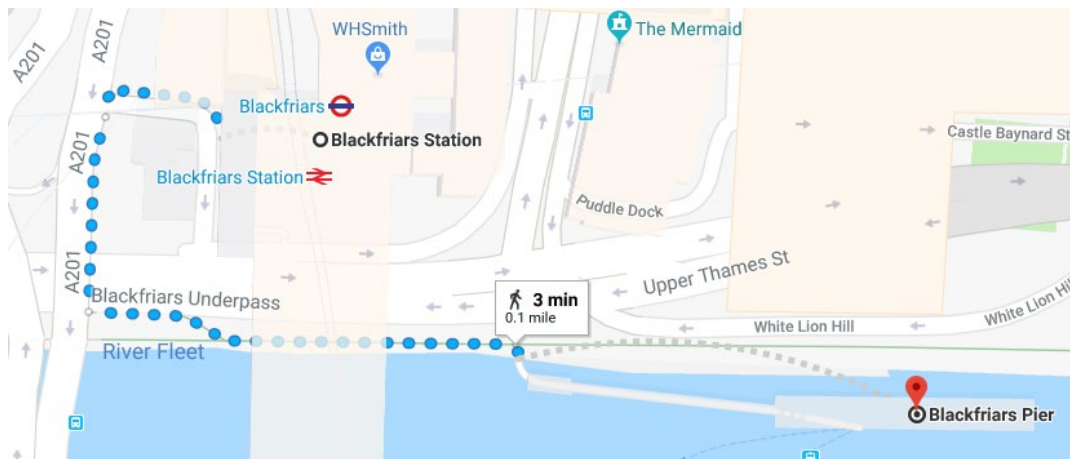 A201
A201
WHSmith
The Mermaid
Blackfriars
Blackfriars Station
Castle Baynard St
A201
Blackfriars Station
Puddle Dock
A201
Upper Thames St
Blackfriars Underpass
3 min
0.1 mile
White Lion Hill
White Lion Hill
River Fleet
Blackfriars Pier